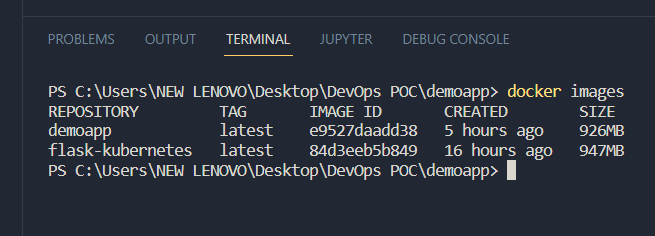 PROBLEMS OUTPUT TERMINAL JUPYTER DEBUG CONSOLE
PS C:\Users\NEW LENOVO\Desktop\DevOps POC\demoapp> docker images
REPOSITORY TAG IMAGE ID CREATED SIZE
demoapp latest e9527daadd38 5 hours ago 926MB
flask-kubernetes latest 84d3eeb5b849 16 hours ago 947MB
PS C:\Users\NEW LENOVO\Desktop\DevOps POC\demoapp>